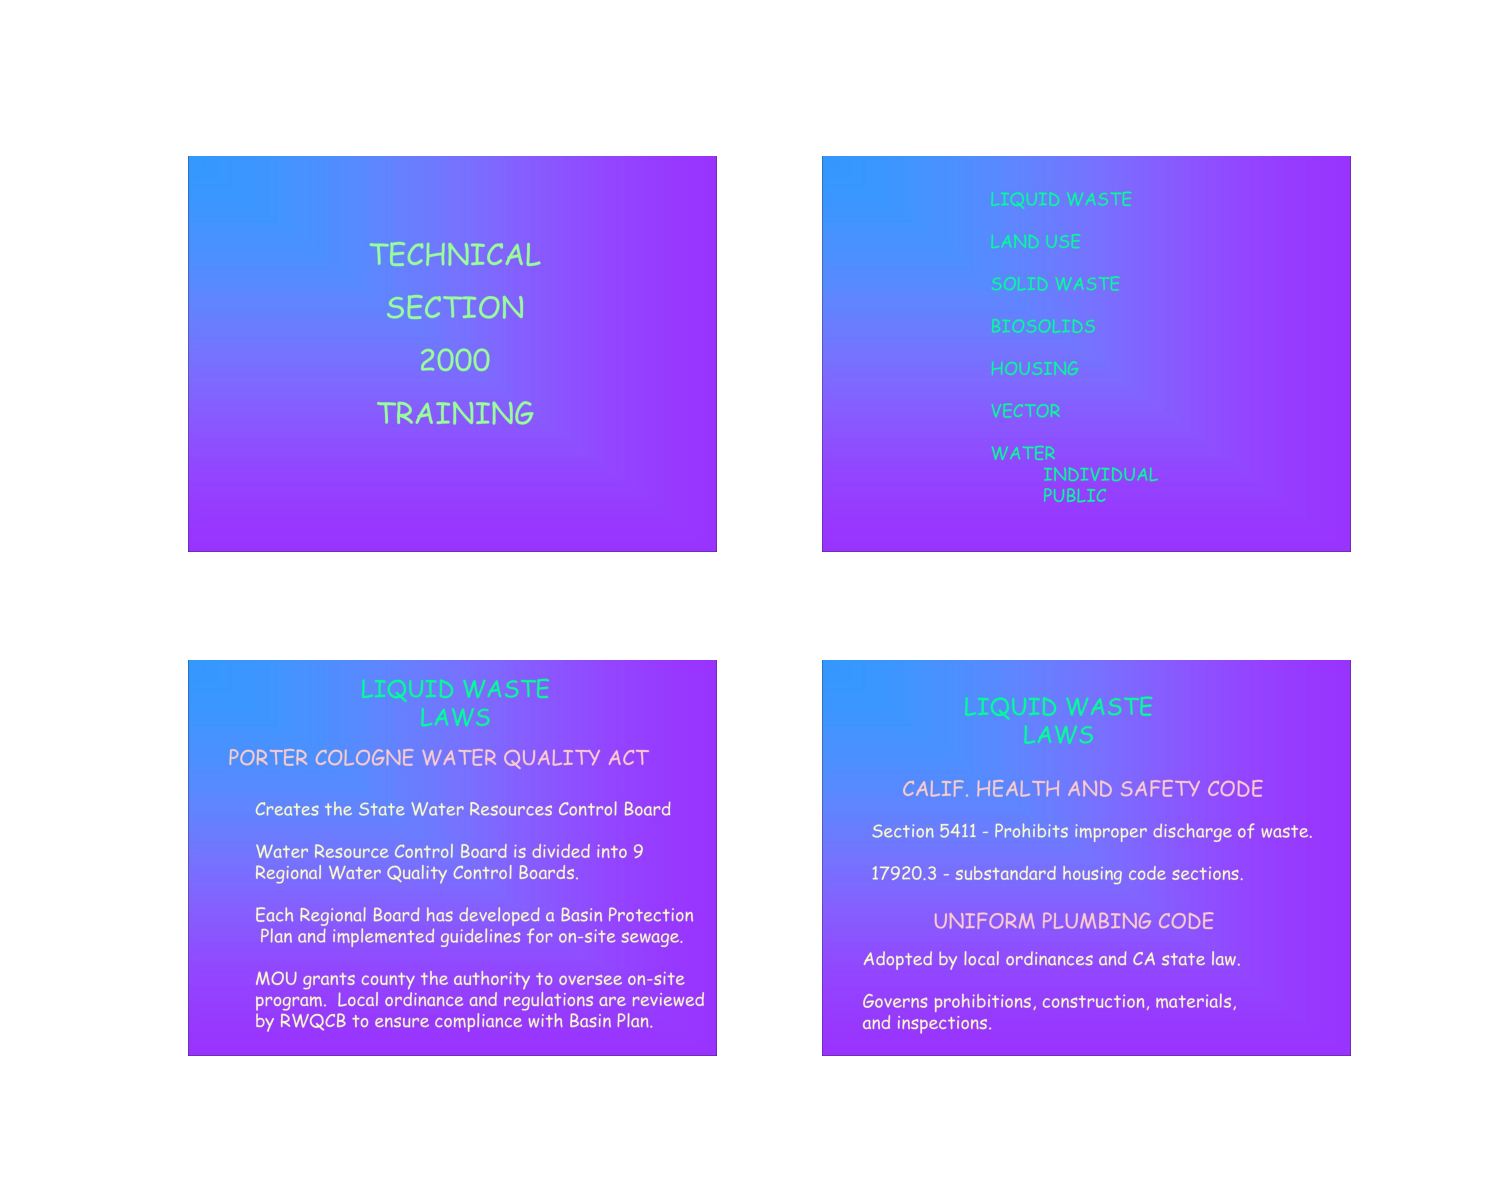 TECHNICAL
SECTION
2000
TRAINING
LIQUID WASTE
LAND USE
SOLID WASTE
BIOSOLIDS
HOUSING
VECTOR
WATER
INDIVIDUAL
PUBLIC
LIQUID WASTE
LAWS
PORTER COLOGNE WATER QUALITY ACT
Creates the State Water Resources Control Board
Water Resource Control Board is divided into 9
Regional Water Quality Control Boards.
Each Regional Board has developed a Basin Protection
Plan and implemented guidelines for on-site sewage.
MOU grants county the authority to oversee on-site
program.  Local ordinance and regulations are reviewed
by RWQCB to ensure compliance with Basin Plan.
LIQUID WASTE
LAWS
CALIF. HEALTH AND SAFETY CODE
Section 5411 - Prohibits improper discharge of waste.
17920.3 - substandard housing code sections.
UNIFORM PLUMBING CODE
Adopted by local ordinances and CA state law.
Governs prohibitions, construction, materials,
and inspections.